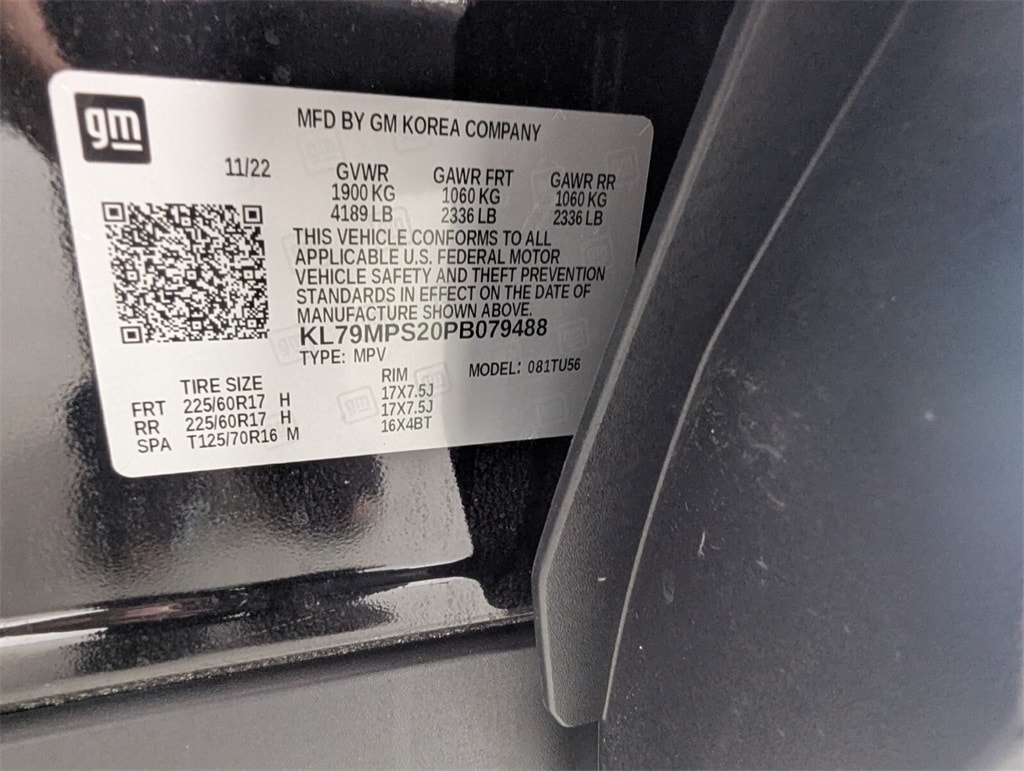 gm
MFD BY GM KOREA COMPANY
11/22
GVWR GAWR FRT GAWR RR
1900 KG 1060 KG 1060 KG
4189 LB 2336 LB 2336 LB
THIS VEHICLE CONFORMS TO ALL
APPLICABLE U.S. FEDERAL MOTOR
VEHICLE SAFETY AND THEFT PREVENTION
STANDARDS IN EFFECT ON THE DATE OF
MANUFACTURE SHOWN ABOVE.
KL79MPS20PB079488
TYPE: MPV MODEL: 081TU56
TIRE SIZE RIM
FRT 225/60R17 H 17X7.5J
RR 225/60R17 H 17X7.5J
SPA T125/70R16 M 16X4BT